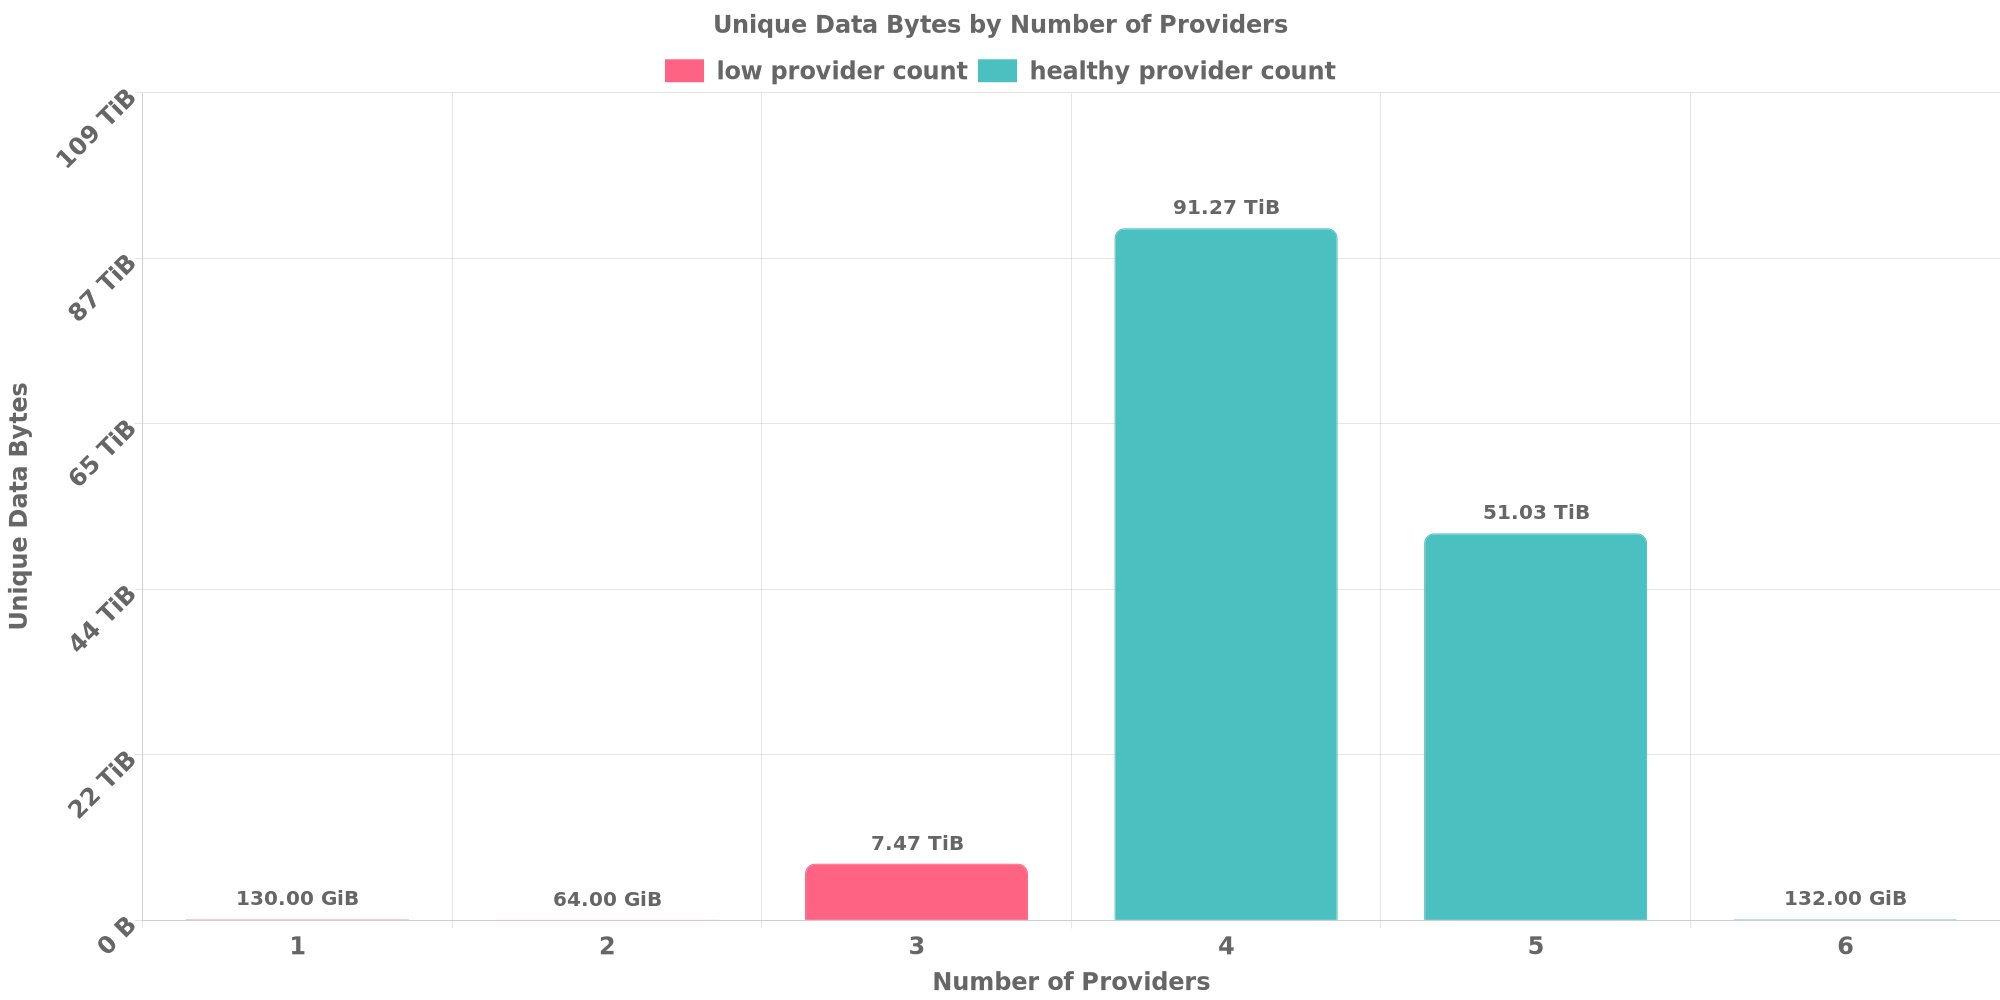 Unique Data Bytes by Number of Providers
low provider count healthy provider count
109 TiB
87 TiB
65 TiB
44 TiB
22 TiB
0 B
Unique Data Bytes
130.00 GiB
64.00 GiB
7.47 TiB
91.27 TiB
51.03 TiB
132.00 GiB
1 2 3 4 5 6
Number of Providers